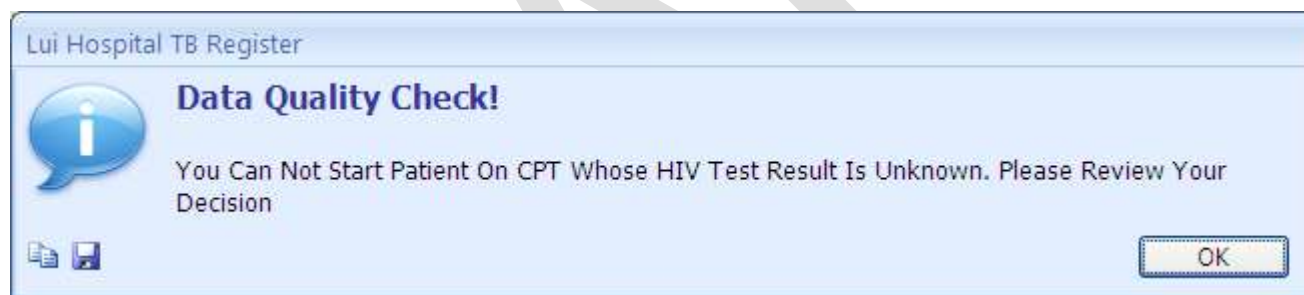 Lui Hospital TB Register
Data Quality Check!
You Can Not Start Patient On CPT Whose HIV Test Result Is Unknown. Please Review Your
Decision
OK